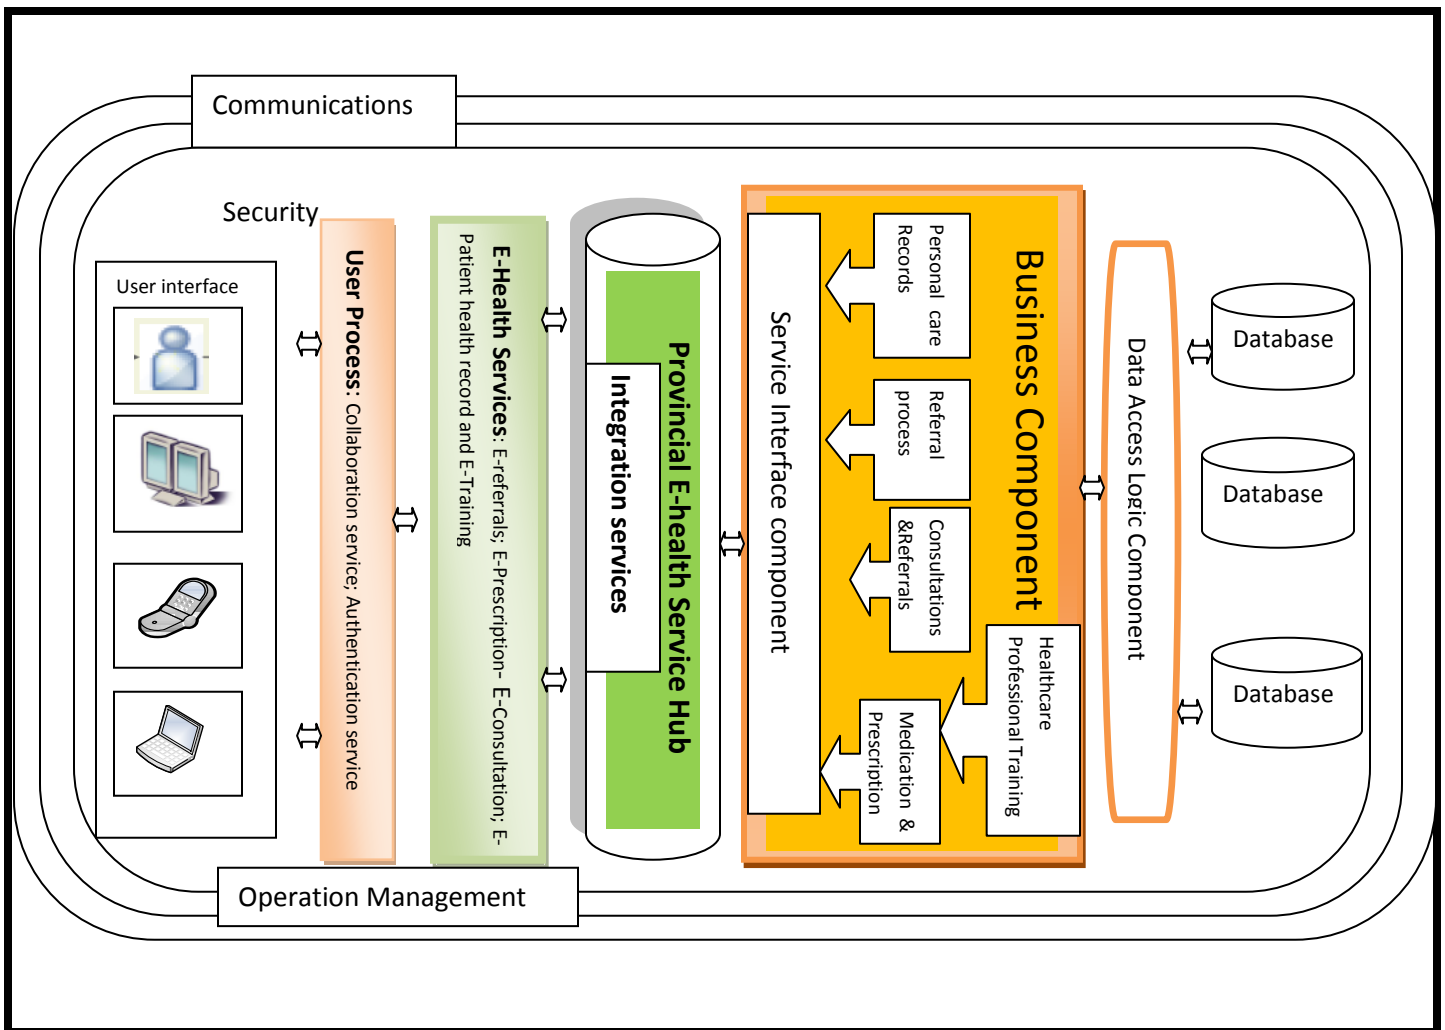 Communications
Security
User interface
User Process: Collaboration service; Authentication service
E-Health Services: E-referrals; E-Prescription- E-Consultation; E-
Patient health record and E-Training
Provincial E-health Service Hub
Integration services
Business Component
Service Interface component
Personal care
Records
Referral
process
Consultations
&Referrals
Healthcare
Professional Training
Medication &
Prescription
Data Access Logic Component
Database
Database
Database
Operation Management